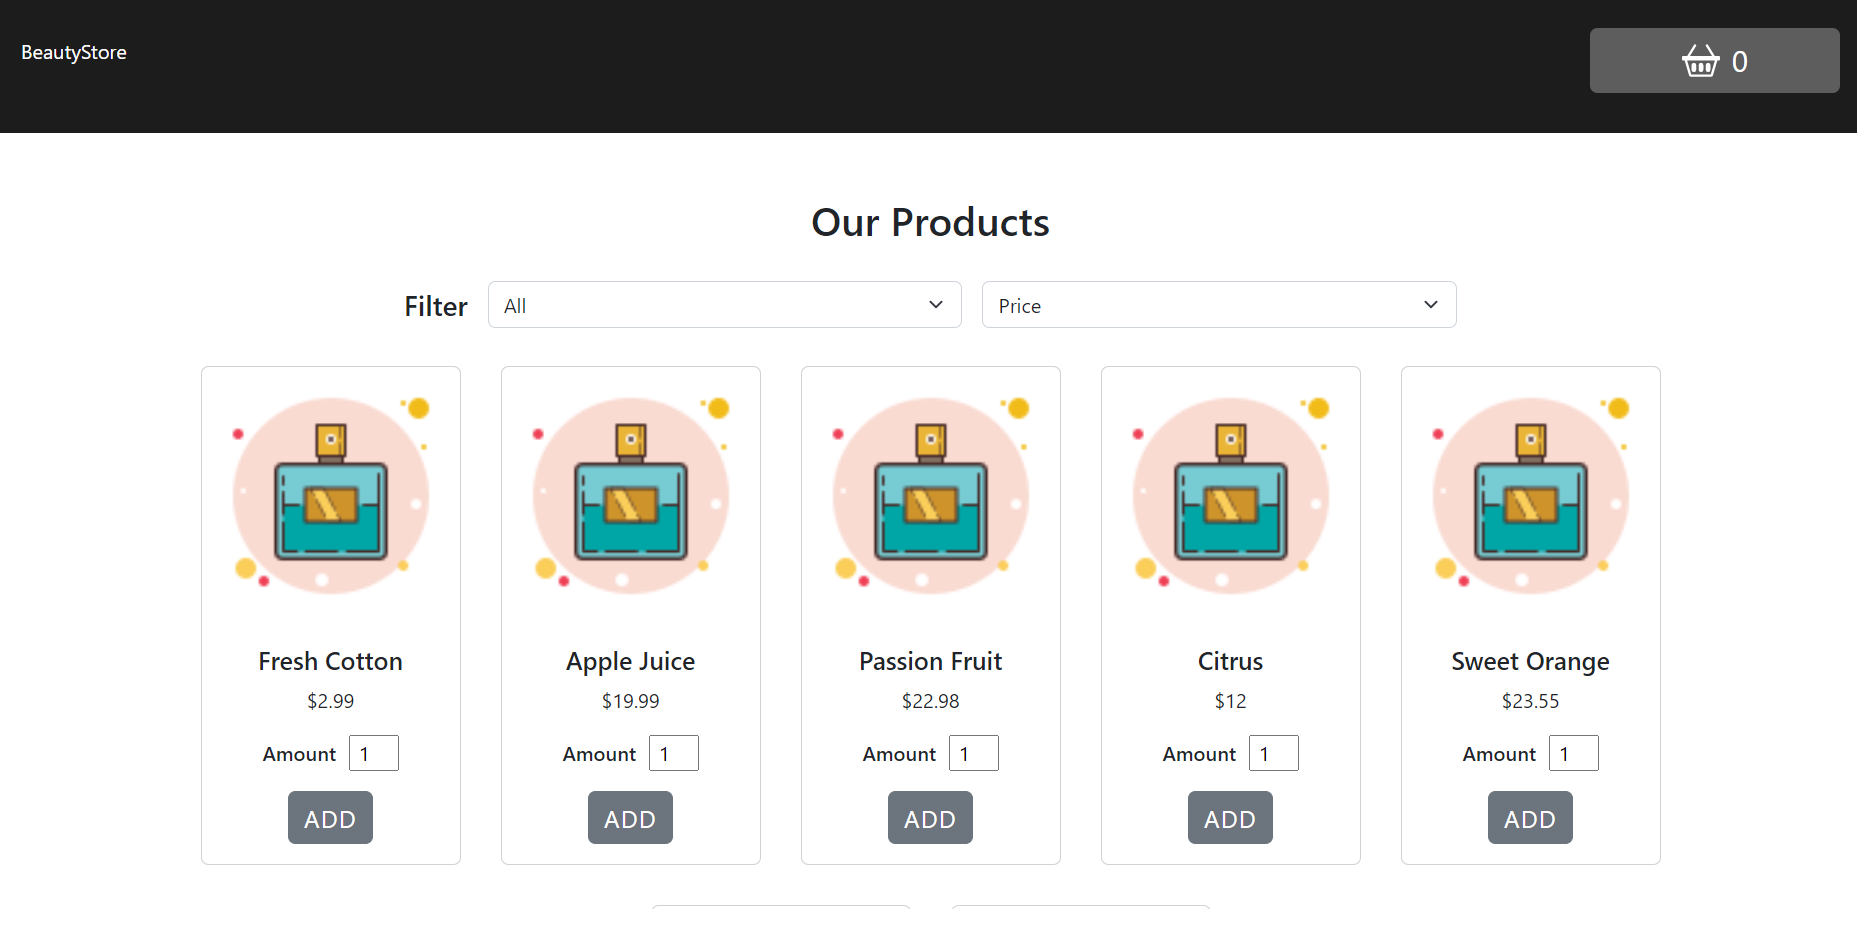 BeautyStore
0
Our Products
Filter All Price
Fresh Cotton Apple Juice Passion Fruit Citrus Sweet Orange
$2.99 $19.99 $22.98 $12 $23.55
Amount 1 Amount 1 Amount 1 Amount 1 Amount 1
ADD ADD ADD ADD ADD